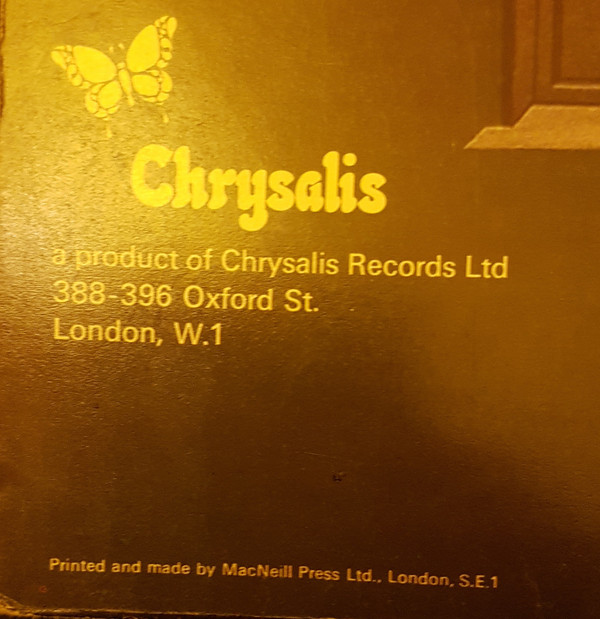 Chrysalis
a product of Chrysalis Records Ltd
388-396 Oxford St.
London, W.1
Printed and made by MacNeill Press Ltd., London, S.E.1